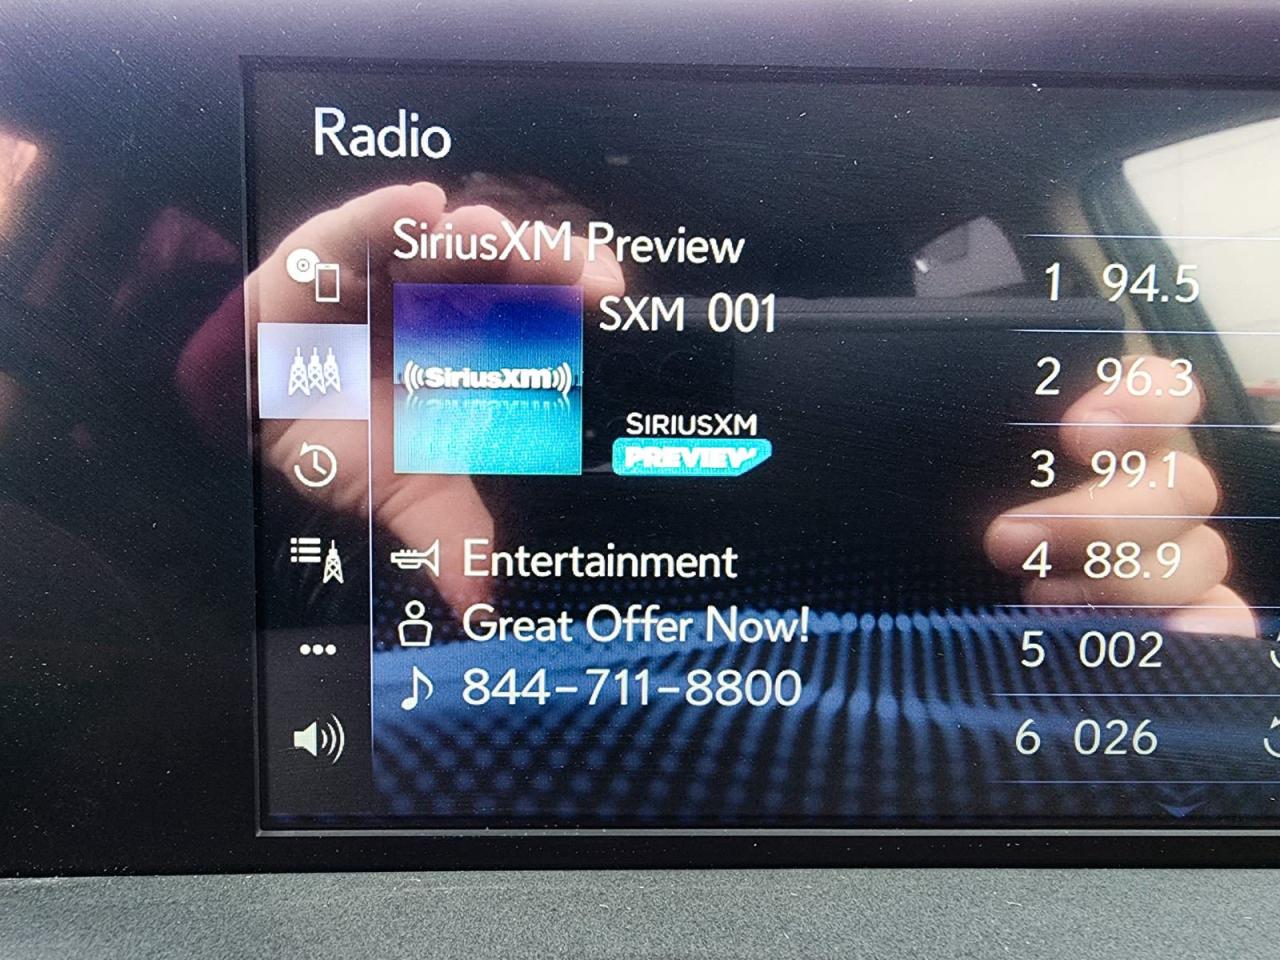 Radio
SiriusXM Preview
SXM 001
((SiriusXM))
SIRIUSXM
PREVIEW
Entertainment
Great Offer Now!
844-711-8800
1 94.5
2 96.3
3 99.1
4 88.9
5 002
6 026